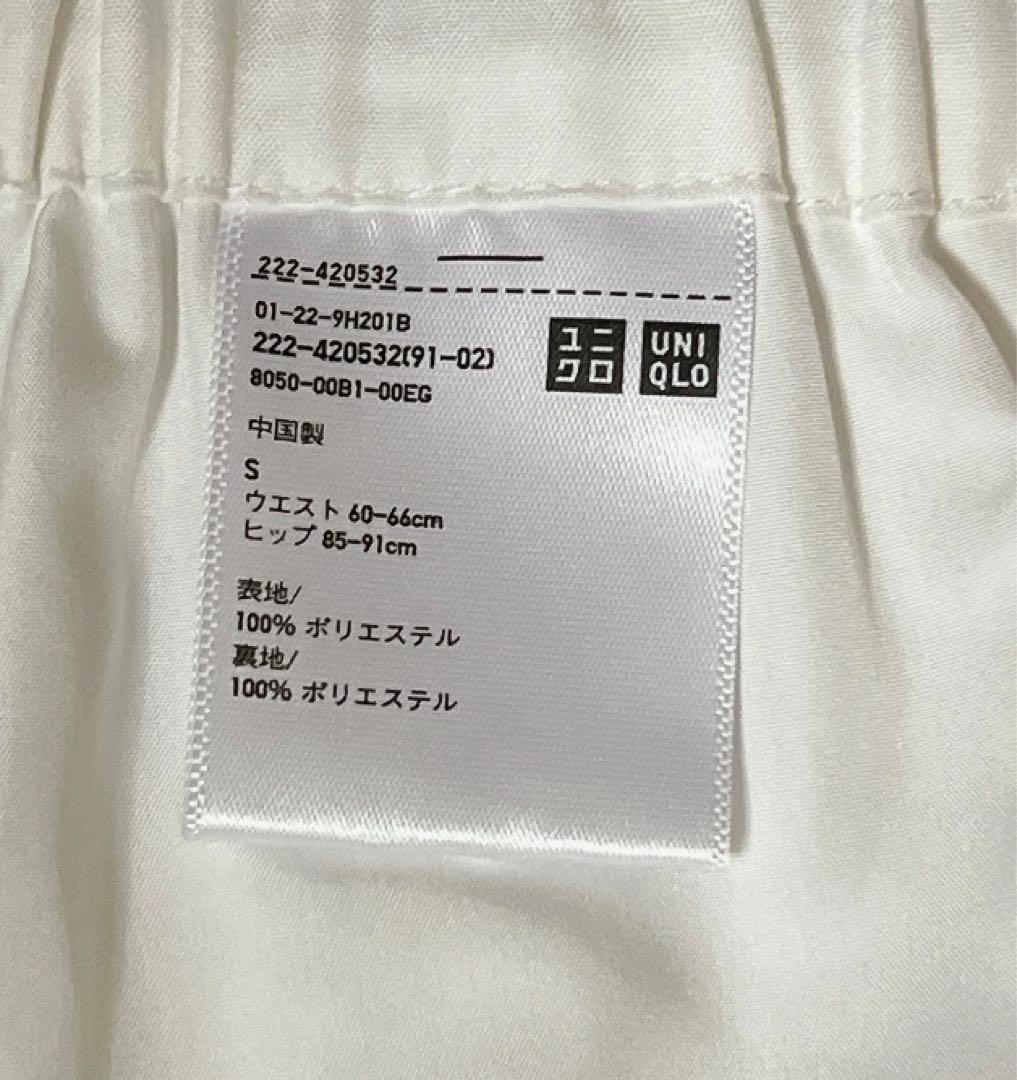 222-420532
01-22-9H201B
222-420532(91-02)
8050-00B1-00EG
ユニ
クロ
UNI
QLO
中国製
S
ウエスト 60-66cm
ヒップ 85-91cm
表地/
100% ポリエステル
裏地/
100% ポリエステル